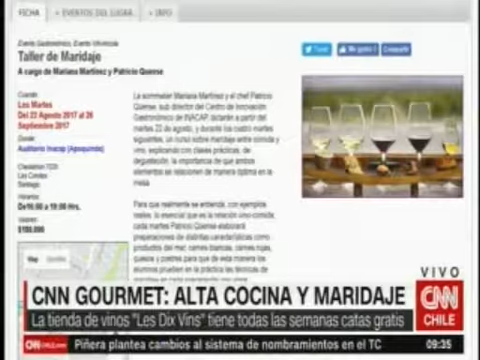 FICHA + EVENTOS DEL LUGAR + INFO
Evento Gastronómico, Evento Vitivinícola
Taller de Maridaje
A cargo de Mariana Martínez y Patricio
Tweet Me gusta Compartir
Cuándo
Los Martes
Del 22 Agosto 2017 al 26
Septiembre 2017
Donde
Auditorio Inacap (Apoquindo)
Las Condes
Santiago
Horarios
De 19:00 Hrs.
Valores
La sommelier Mariana Martínez y el chef Patricio
sub director del Centro de Innovación
Gastronómico de INACAP, dictarán a partir del
martes 22 de agosto, y durante los cuatro martes
siguientes, un curso sobre maridaje entre comida y
vino, explicando con clases prácticas, de
degustación, la importancia de que ambos
elementos se relacionen de manera óptima en la
mesa.
Para que realmente se entienda, con ejemplos
reales, lo esencial que es la relación vino-comida,
cada martes Patricio elaborará
preparaciones de distintas características como
productos del mar, carnes blancas, carnes rojas,
quesos y postres para que de esta manera los
alumnos prueben en la práctica las técnicas de
Map
VIVO
CNN GOURMET: ALTA COCINA Y MARIDAJE
La tienda de vinos "Les Dix Vins" tiene todas las semanas catas gratis
CNN
CHILE
CNNCHILE.com Piñera plantea cambios al sistema de nombramientos en el TC
09:35